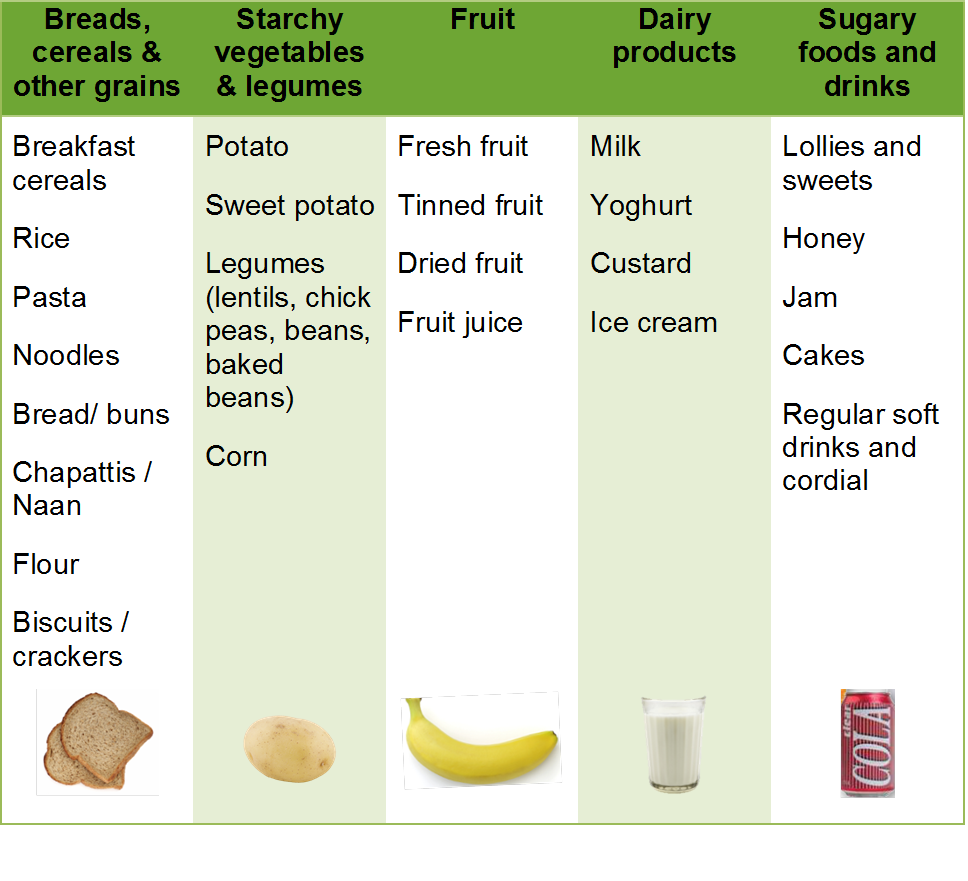 Breads,
cereals &
other grains
Starchy
vegetables
& legumes
Fruit
Dairy
products
Sugary
foods and
drinks
Breakfast
cereals
Rice
Pasta
Noodles
Bread/ buns
Chapattis /
Naan
Flour
Biscuits /
crackers
Potato
Sweet potato
Legumes
(lentils, chick
peas, beans,
baked
beans)
Corn
Fresh fruit
Tinned fruit
Dried fruit
Fruit juice
Milk
Yoghurt
Custard
Ice cream
Lollies and
sweets
Honey
Jam
Cakes
Regular soft
drinks and
cordial
COLA